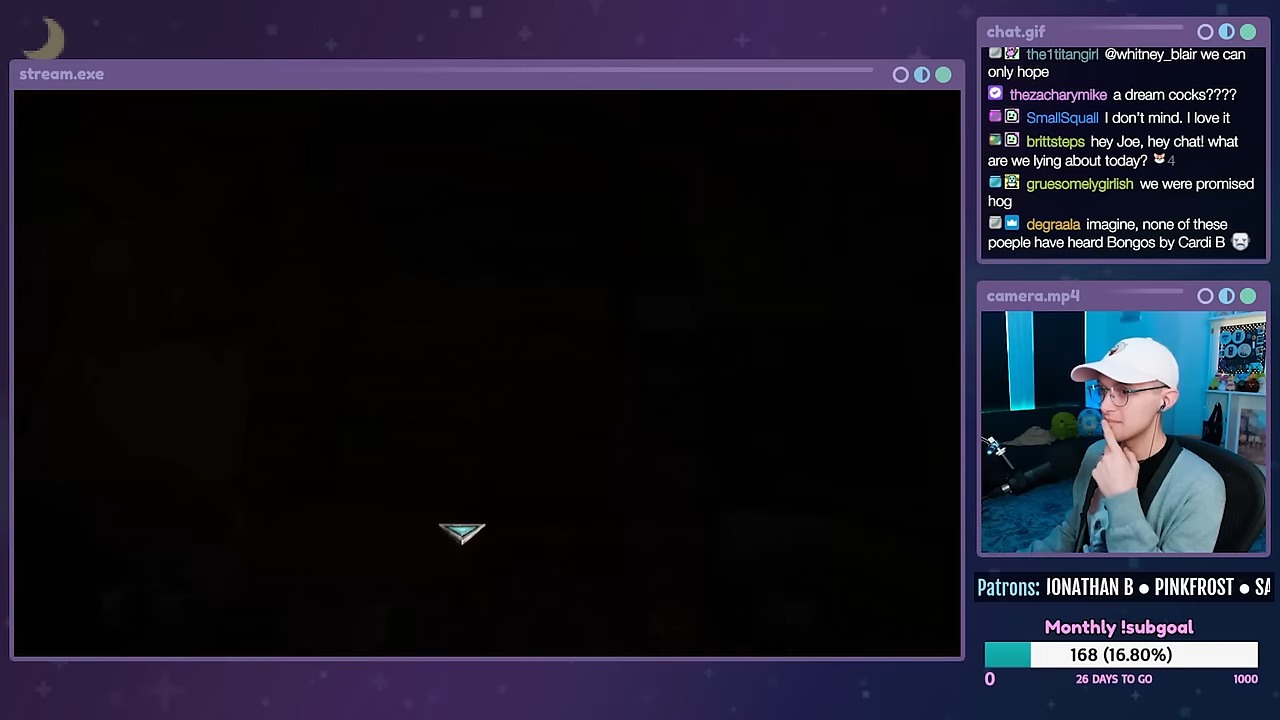 stream.exe
chat.gif
the1titangirl @whitney_blair we can
only hope
thezacharymike a dream cocks????
SmallSquall I don't mind. I love it
brittsteps hey Joe, hey chat! what
are we lying about today? 4
gruesomelygirlish we were promised
hog
degraala imagine, none of these
poeple have heard Bongos by Cardi B
camera.mp4
Patrons: JONATHAN B ● PINKFROST ● SA
Monthly !subgoal
168 (16.80%)
0 26 DAYS TO GO 1000